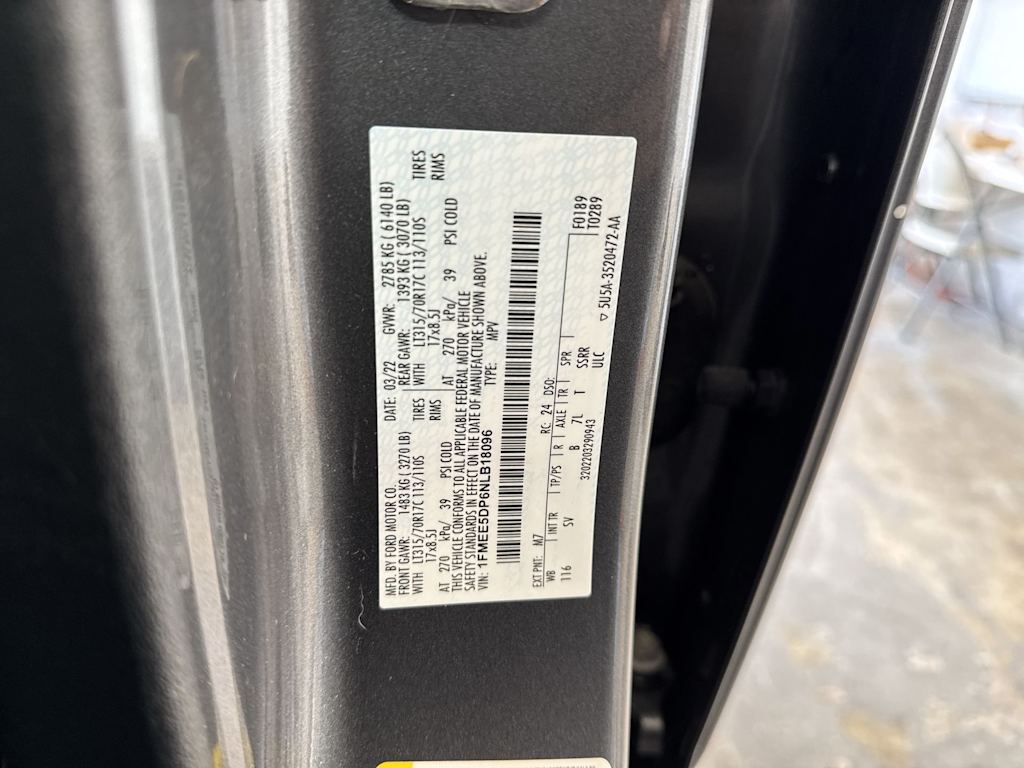 MFD. BY FORD MOTOR CO.
DATE: 03/22 GVWR: 2785 KG ( 6140 LB)
FRONT GAWR: 1483 KG ( 3270 LB) REAR GAWR: 1393 KG ( 3070 LB)
WITH LT315/70R17C 113/110S TIRES WITH LT315/70R17C 113/110S TIRES
17x8.5J RIMS 17x8.5J RIMS
AT 270 kPa/ 39 PSI COLD AT 270 kPa/ 39 PSI COLD
THIS VEHICLE CONFORMS TO ALL APPLICABLE FEDERAL MOTOR VEHICLE
SAFETY STANDARDS IN EFFECT ON THE DATE OF MANUFACTURE SHOWN ABOVE.
VIN: 1FMEE5DP6NLB18096 TYPE: MPV
EXT PNT: M7 RC: 24 DSO: F0189
WB INT TR TP/PS R AXLE TR SPR T0289
116 SV B 7L T SSRR
3202203290943 ULC
5U5A-3520472-AA